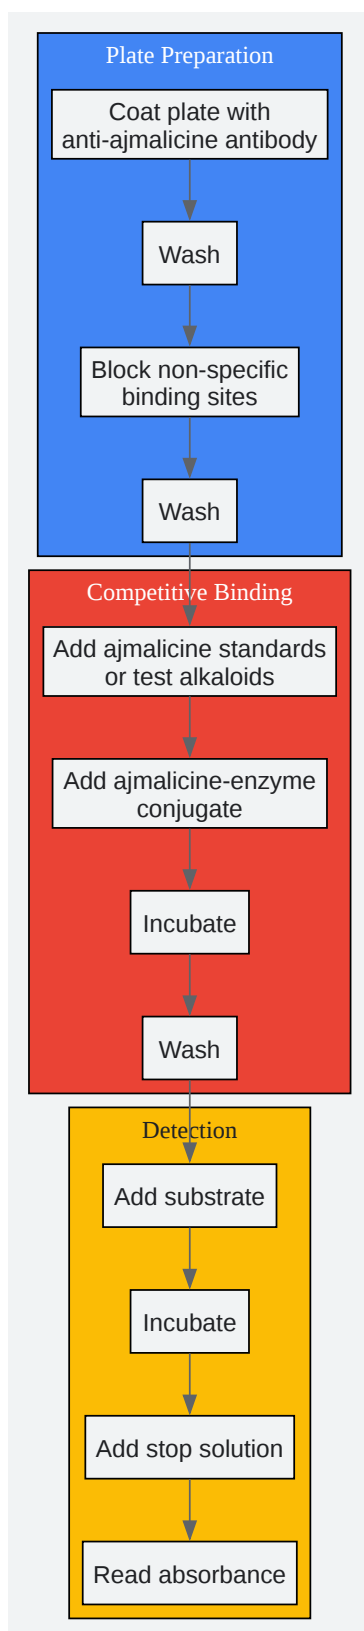 Plate Preparation
Coat plate with
anti-ajmalicine antibody
Wash
Block non-specific
binding sites
Wash
Competitive Binding
Add ajmalicine standards
or test alkaloids
Add ajmalicine-enzyme
conjugate
Incubate
Wash
Detection
Add substrate
Incubate
Add stop solution
Read absorbance